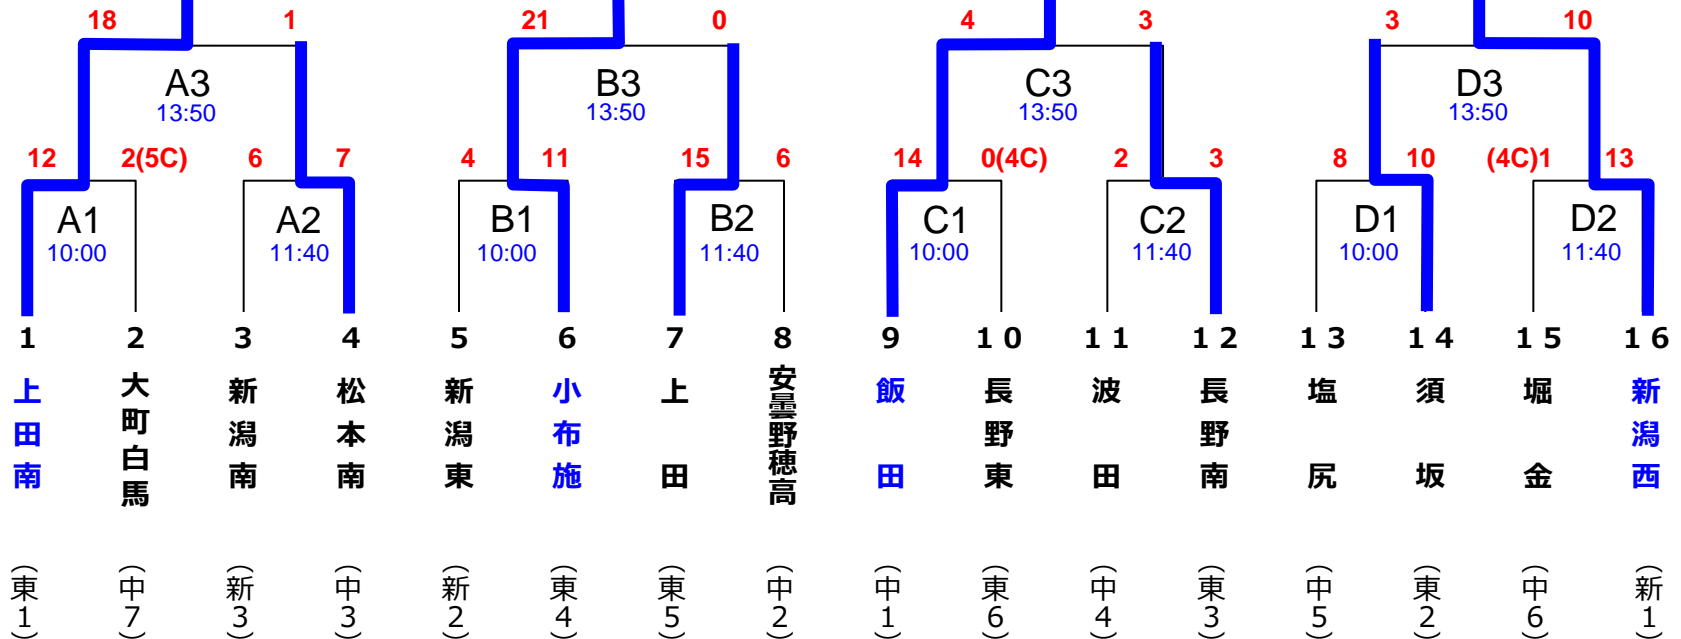 18 1 21 0 4 3 3 10
A3 B3 C3 D3
13:50 13:50 13:50 13:50
12 2(5C) 6 7 4 11 15 6 14 0(4C) 2 3 8 10 (4C)1 13
A1 A2 B1 B2 C1 C2 D1 D2
10:00 11:40 10:00 11:40 10:00 11:40 10:00 11:40
1 2 3 4 5 6 7 8 9 10 11 12 13 14 15 16
上田南
大町白馬
新潟南
松本南
新潟東
小布施
上田
安曇野穂高
飯田
長野東
波田
長野南
塩尻
須坂
堀金
新潟西
(東1)
(中7)
(新3)
(中3)
(新2)
(東4)
(東5)
(中2)
(中1)
(東6)
(中4)
(東3)
(中5)
(東2)
(中6)
(新1)